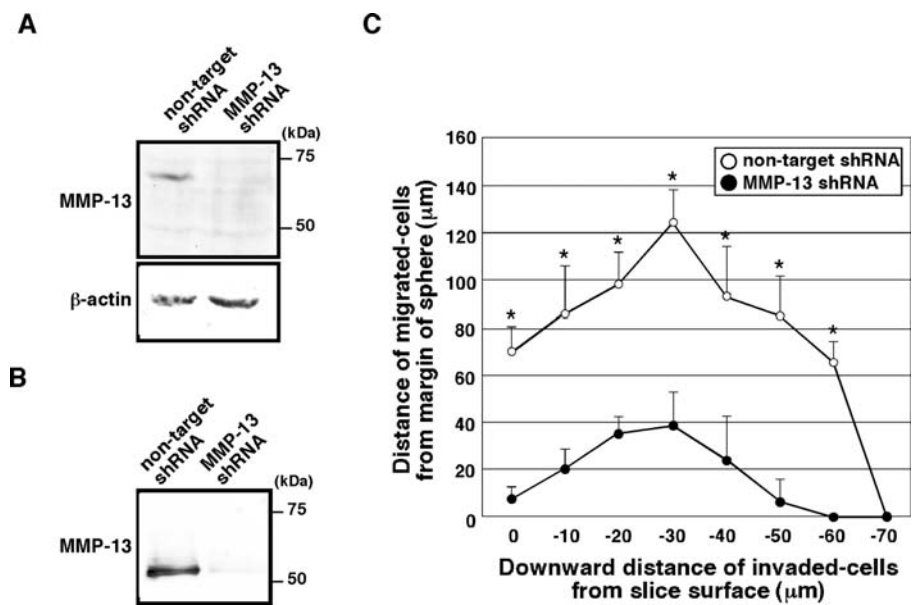 A
non-target
shRNA
MMP-13
shRNA
(kDa)
75
MMP-13
50
β-actin
B
non-target
shRNA
MMP-13
shRNA
(kDa)
75
MMP-13
50
C
Distance of migrated-cells
from margin of sphere (μm)
160
140
120
100
80
60
40
20
0
non-target shRNA
MMP-13 shRNA
* * * * * * *
0 -10 -20 -30 -40 -50 -60 -70
Downward distance of invaded-cells
from slice surface (μm)